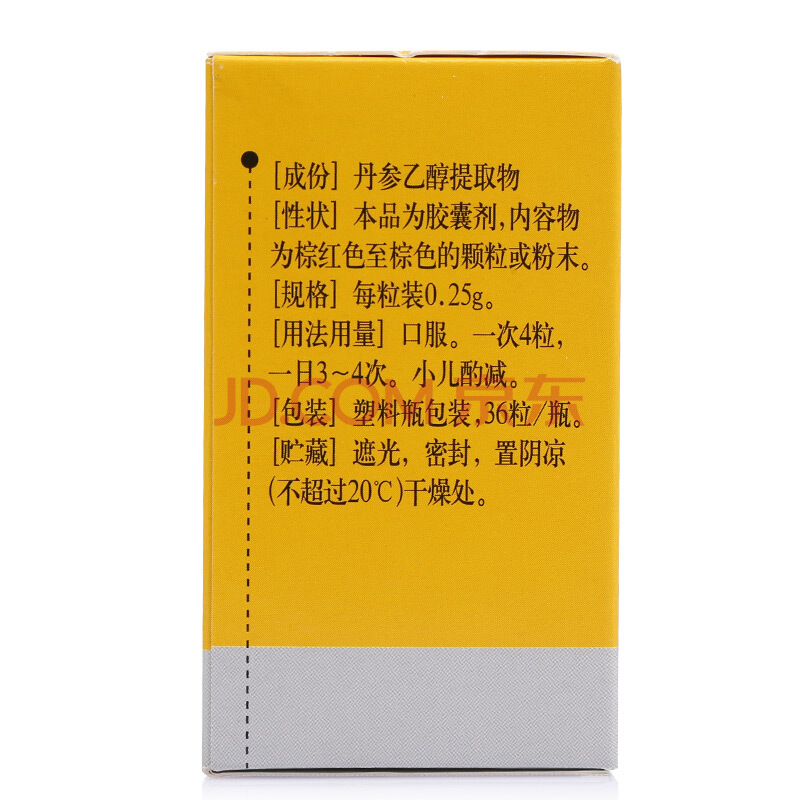 [成份] 丹参乙醇提取物
[性状] 本品为胶囊剂,内容物
为棕红色至棕色的颗粒或粉末。
[规格] 每粒装0.25g。
[用法用量] 口服。一次4粒,
一日3~4次。小儿酌减。
JD.COM 京东
[包装] 塑料瓶包装,36粒/瓶。
[贮藏] 遮光，密封，置阴凉
(不超过20℃)干燥处。